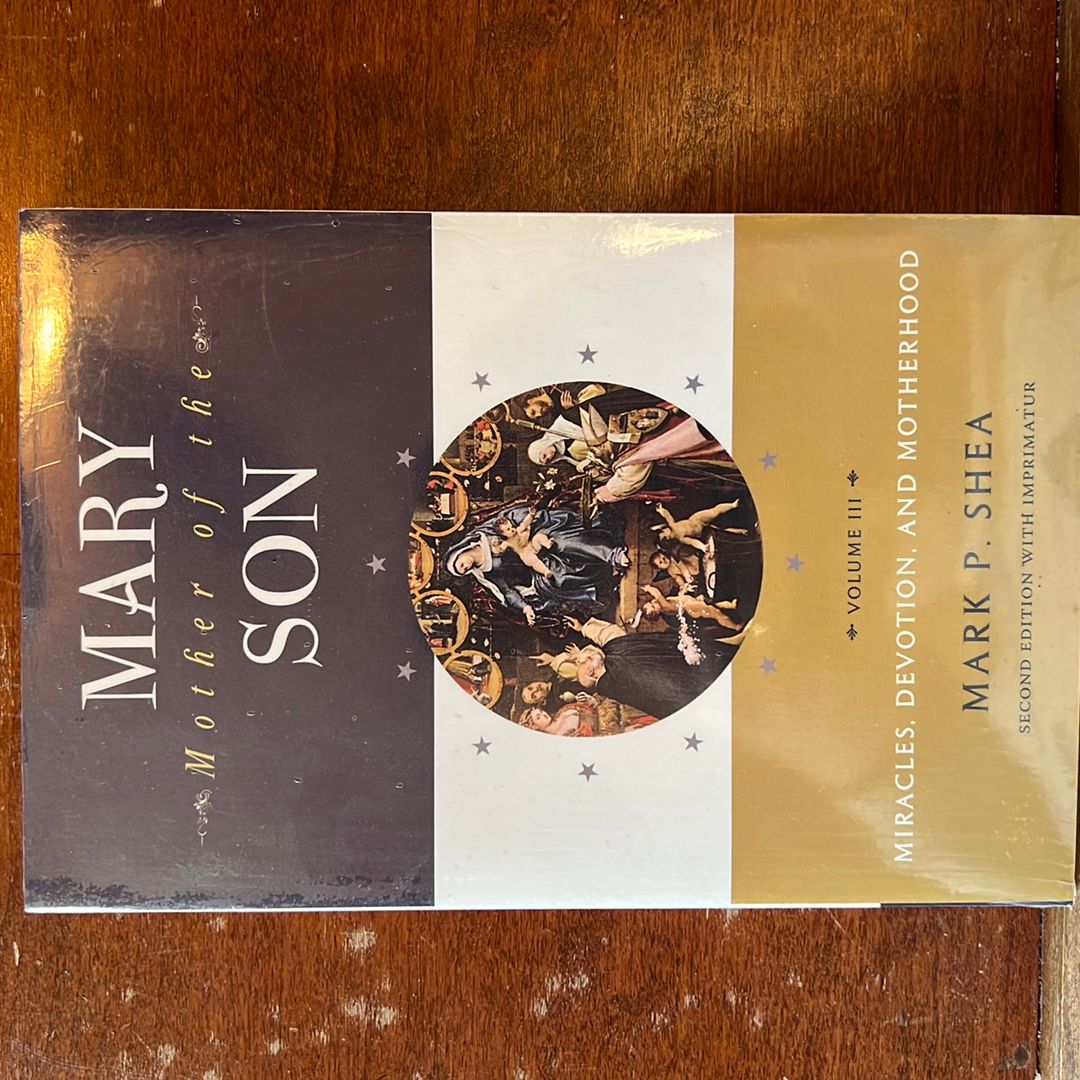 MARY
Mother of the
SON
VOLUME III
MIRACLES, DEVOTION, AND MOTHERHOOD
MARK P. SHEA
SECOND EDITION WITH IMPRIMATUR